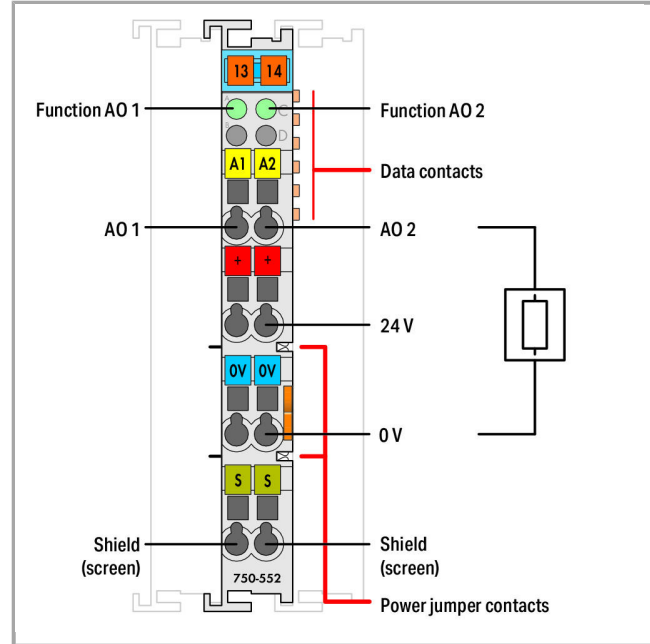 13 14
Function AO 1
A
C
Function AO 2
B
D
Data contacts
A1 A2
AO 1
AO 2
+ +
24 V
0V 0V
0 V
S S
Shield
(screen)
Shield
(screen)
750-552
Power jumper contacts